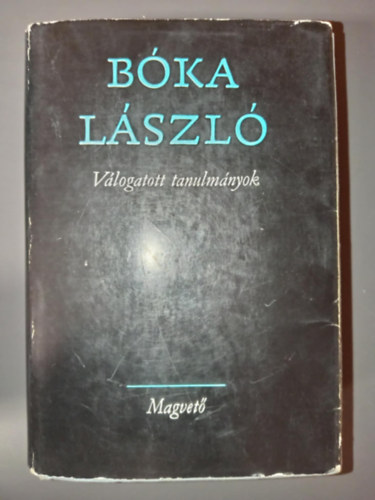 BÓKA
LÁSZLÓ
Válogatott tanulmányok
Magvető